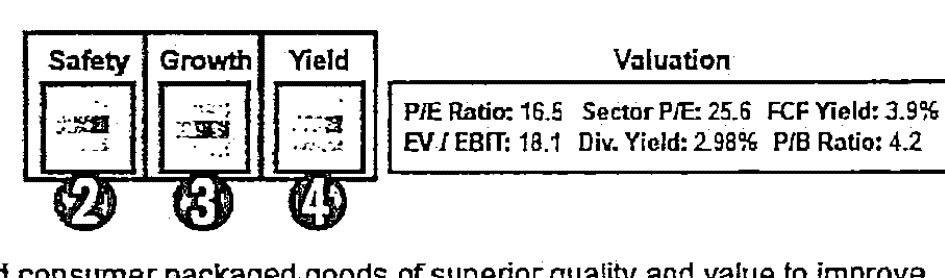 Safety Growth Yield Valuation
P/E Ratio: 16.5 Sector P/E: 25.6 FCF Yield: 3.9%
EV / EBIT: 18.1 Div. Yield: 2.98% P/B Ratio: 4.2
2 3 4
consumer packaged goods of superior quality and value to improve